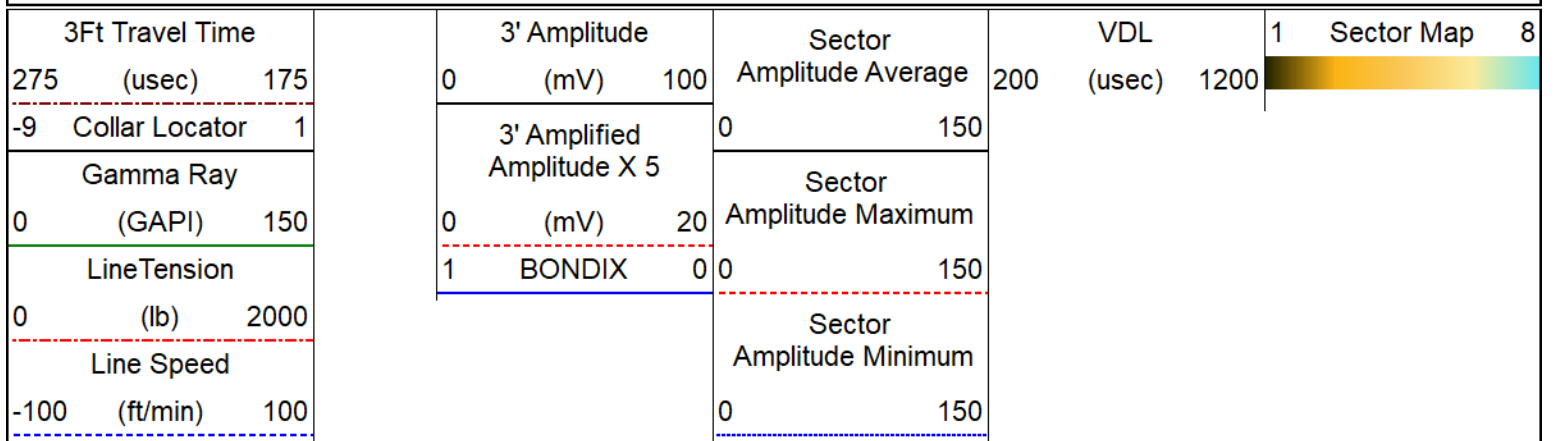 3Ft Travel Time
275 (usec) 175
-9 Collar Locator 1
Gamma Ray
0 (GAPI) 150
LineTension
0 (lb) 2000
Line Speed
-100 (ft/min) 100
3' Amplitude
0 (mV) 100
3' Amplified
Amplitude X 5
0 (mV) 20
1 BONDIX 0
Sector
Amplitude Average
0 150
Sector
Amplitude Maximum
0 150
Sector
Amplitude Minimum
0 150
VDL
200 (usec) 1200
1 Sector Map 8